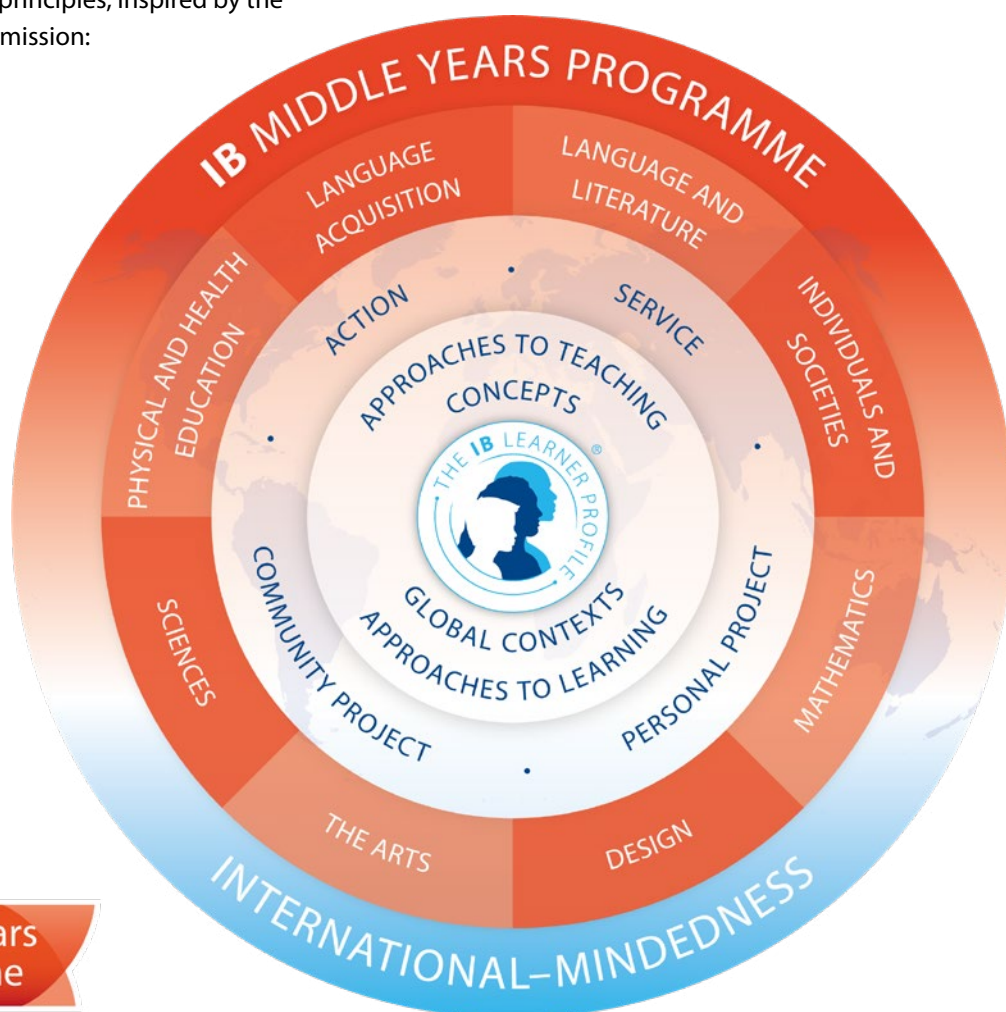 principles, inspired by the
mission:
IB MIDDLE YEARS PROGRAMME
LANGUAGE
ACQUISITION
LANGUAGE AND
LITERATURE
PHYSICAL AND HEALTH
EDUCATION
INDIVIDUALS AND
SOCIETIES
ACTION
SERVICE
APPROACHES TO TEACHING
CONCEPTS
THE IB LEARNER PROFILE ®
GLOBAL CONTEXTS
APPROACHES TO LEARNING
COMMUNITY PROJECT
PERSONAL PROJECT
SCIENCES
MATHEMATICS
THE ARTS
DESIGN
INTERNATIONAL–MINDEDNESS